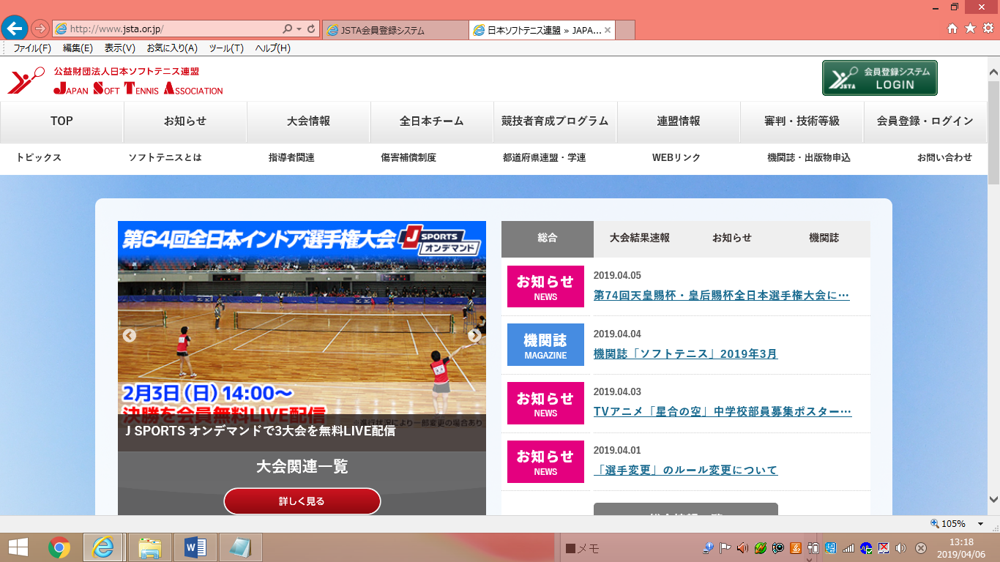 http://www.jsta.or.jp/
JSTA会員登録システム
日本ソフトテニス連盟 » JAPA...
ファイル(F) 編集(E) 表示(V) お気に入り(A) ツール(T) ヘルプ(H)
公益財団法人日本ソフトテニス連盟
JAPAN SOFT TENNIS ASSOCIATION
JSTA
会員登録システム
LOGIN
TOP お知らせ 大会情報 全日本チーム 競技者育成プログラム 連盟情報 審判・技術等級 会員登録・ログイン
トピックス ソフトテニスとは 指導者関連 傷害補償制度 都道府県連盟・学連 WEBリンク 機関誌・出版物申込 お問い合わせ
第64回全日本インドア選手権大会
J SPORTS
オンデマンド
2月3日(日)14:00～
決勝を会員無料LIVE配信
※進行状況により一部変更の場合あり
J SPORTS オンデマンドで3大会を無料LIVE配信
大会関連一覧
詳しく見る
総合 大会結果速報 お知らせ 機関誌
お知らせ
NEWS
2019.04.05
第74回天皇賜杯・皇后賜杯全日本選手権大会に…
機関誌
MAGAZINE
2019.04.04
機関誌「ソフトテニス」2019年3月
お知らせ
NEWS
2019.04.03
TVアニメ「星合の空」中学校部員募集ポスター…
お知らせ
NEWS
2019.04.01
「選手変更」のルール変更について
105%
メモ
13:18
2019/04/06